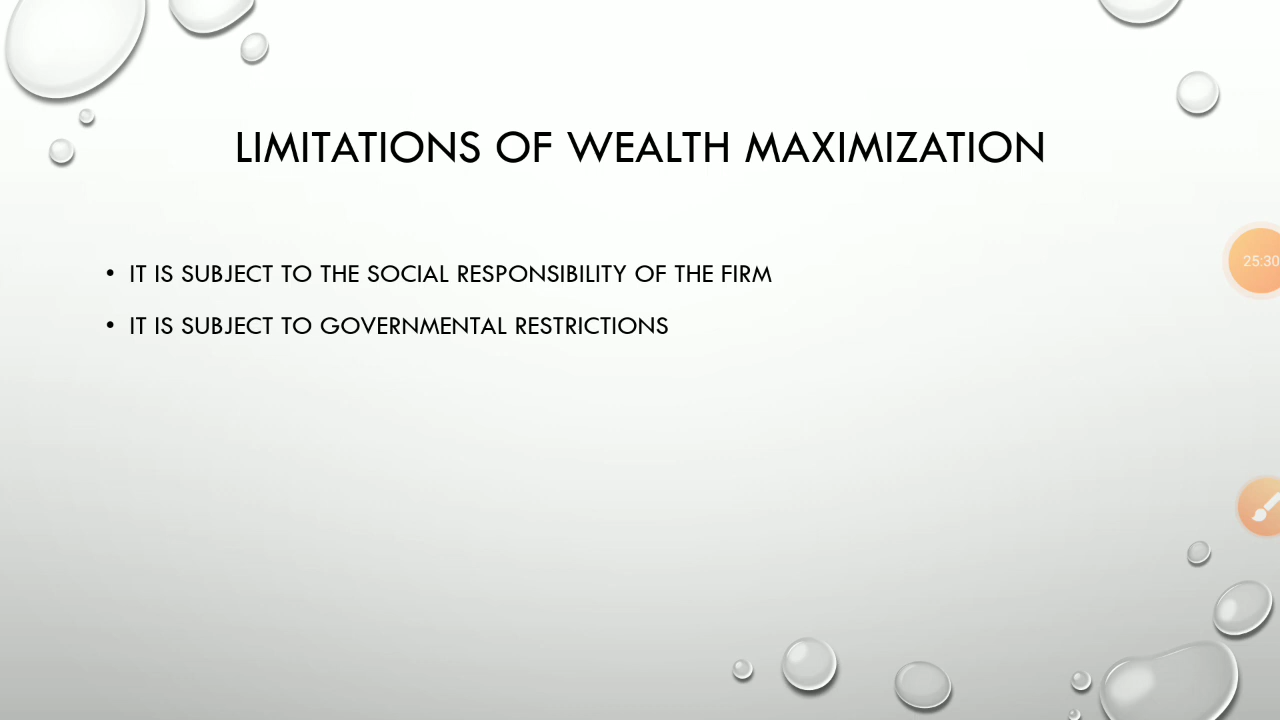 LIMITATIONS OF WEALTH MAXIMIZATION
• IT IS SUBJECT TO THE SOCIAL RESPONSIBILITY OF THE FIRM
25:30
• IT IS SUBJECT TO GOVERNMENTAL RESTRICTIONS